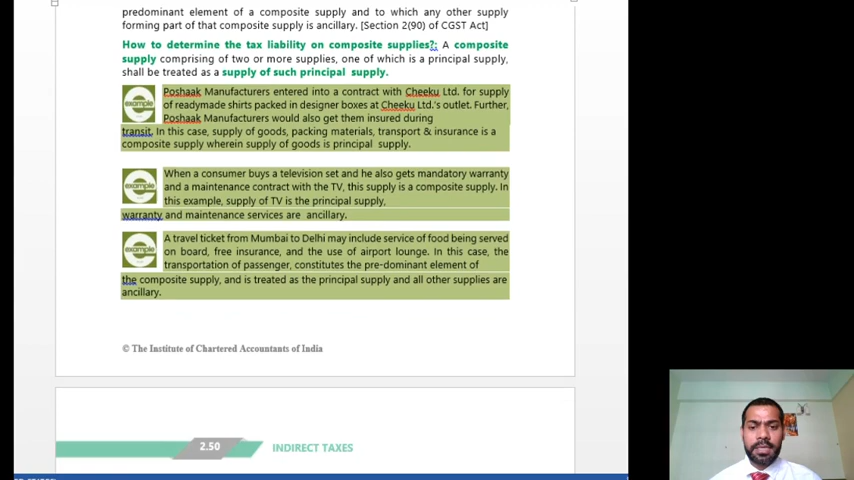 predominant element of a composite supply and to which any other supply
forming part of that composite supply is ancillary. [Section 2(90) of CGST Act]
How to determine the tax liability on composite supplies?: A composite
supply comprising of two or more supplies, one of which is a principal supply,
shall be treated as a supply of such principal supply.
example
Poshaak Manufacturers entered into a contract with Cheeku Ltd. for supply
of readymade shirts packed in designer boxes at Cheeku Ltd.'s outlet. Further,
Poshaak Manufacturers would also get them insured during
transit. In this case, supply of goods, packing materials, transport & insurance is a
composite supply wherein supply of goods is principal supply.
example
When a consumer buys a television set and he also gets mandatory warranty
and a maintenance contract with the TV, this supply is a composite supply. In
this example, supply of TV is the principal supply,
warranty and maintenance services are ancillary.
example
A travel ticket from Mumbai to Delhi may include service of food being served
on board, free insurance, and the use of airport lounge. In this case, the
transportation of passenger, constitutes the pre-dominant element of
the composite supply, and is treated as the principal supply and all other supplies are
ancillary.
© The Institute of Chartered Accountants of India
2.50
INDIRECT TAXES